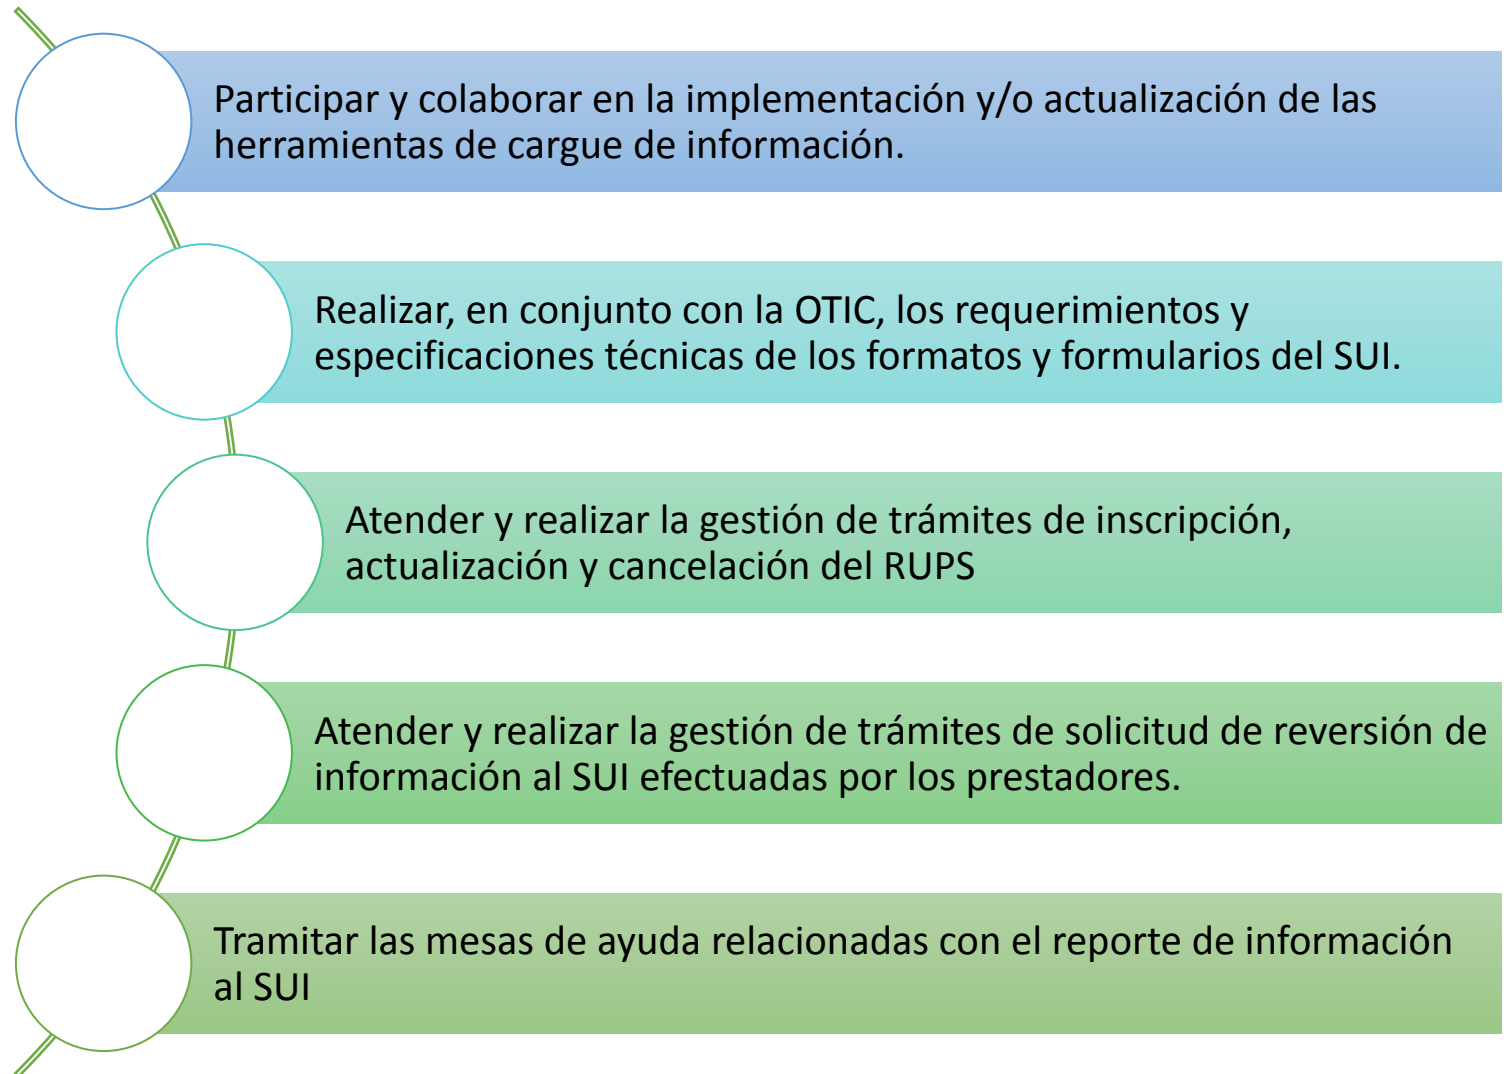 Participar y colaborar en la implementación y/o actualización de las
herramientas de cargue de información.
Realizar, en conjunto con la OTIC, los requerimientos y
especificaciones técnicas de los formatos y formularios del SUI.
Atender y realizar la gestión de trámites de inscripción,
actualización y cancelación del RUPS
Atender y realizar la gestión de trámites de solicitud de reversión de
información al SUI efectuadas por los prestadores.
Tramitar las mesas de ayuda relacionadas con el reporte de información
al SUI